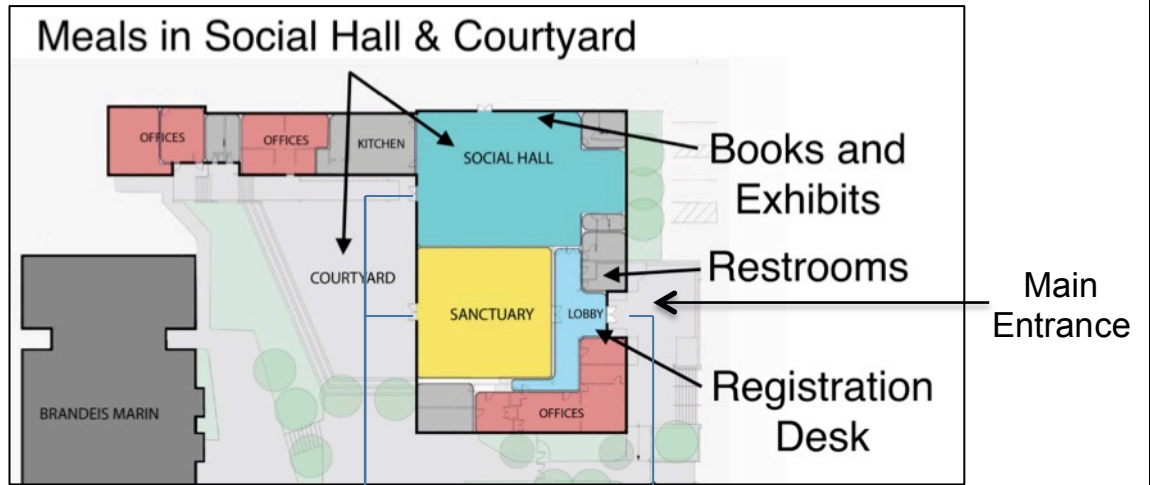 Meals in Social Hall & Courtyard
OFFICES
OFFICES
KITCHEN
SOCIAL HALL
Books and
Exhibits
COURTYARD
Restrooms
SANCTUARY
LOBBY
Main
Entrance
Registration
Desk
BRANDEIS MARIN
OFFICES